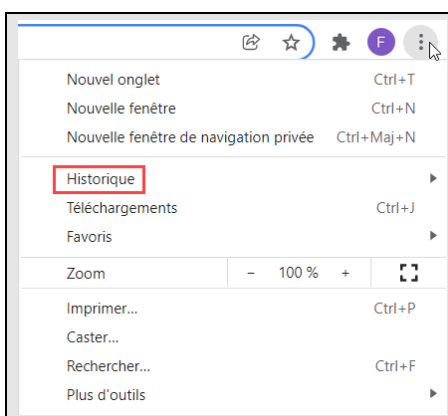 F
Nouvel onglet Ctrl+T
Nouvelle fenêtre Ctrl+N
Nouvelle fenêtre de navigation privée Ctrl+Maj+N
Historique
Téléchargements Ctrl+J
Favoris
Zoom - 100 % +
Imprimer... Ctrl+P
Caster...
Rechercher... Ctrl+F
Plus d'outils